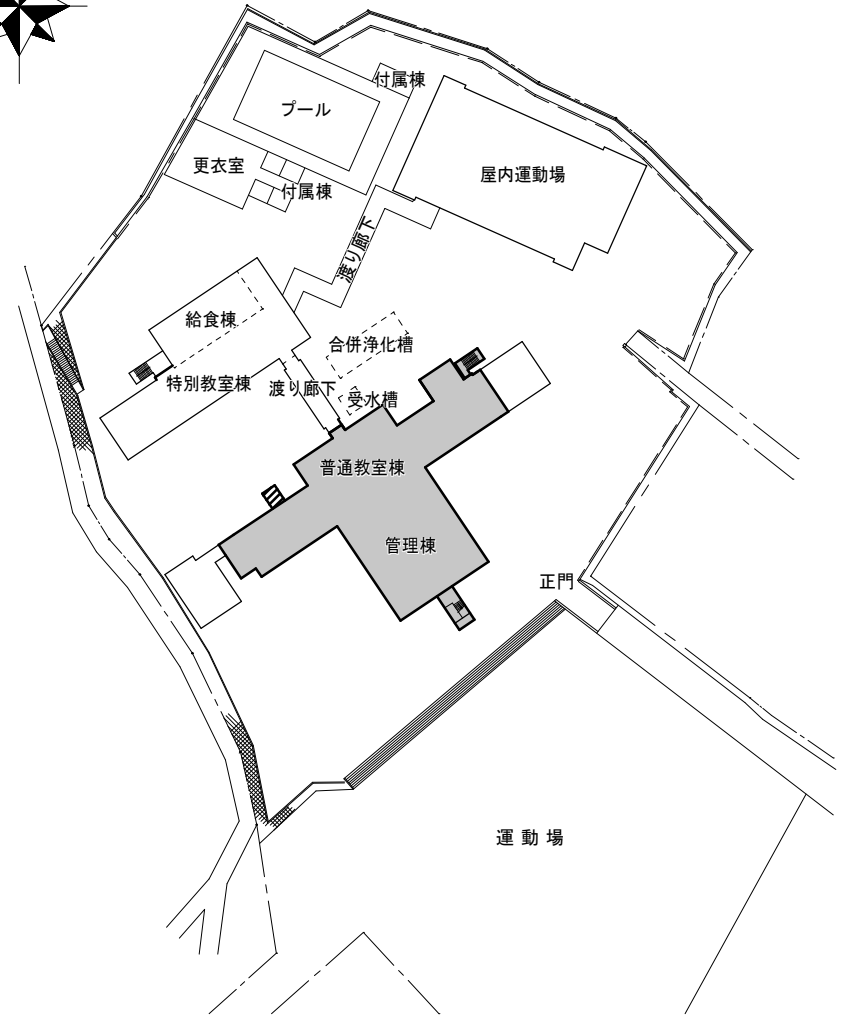 付属棟
プール
更衣室
付属棟
屋内運動場
渡り廊下
給食棟
合併浄化槽
特別教室棟
渡り廊下
受水槽
普通教室棟
管理棟
正門
運動場